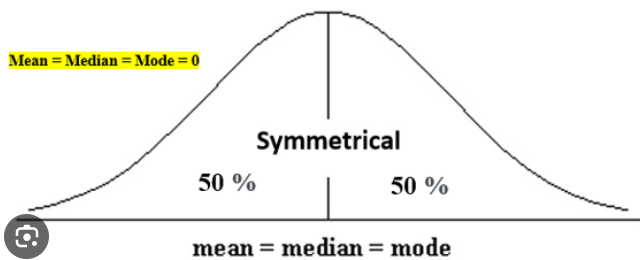 Mean = Median = Mode = 0
Symmetrical
50 % 50 %
mean = median = mode